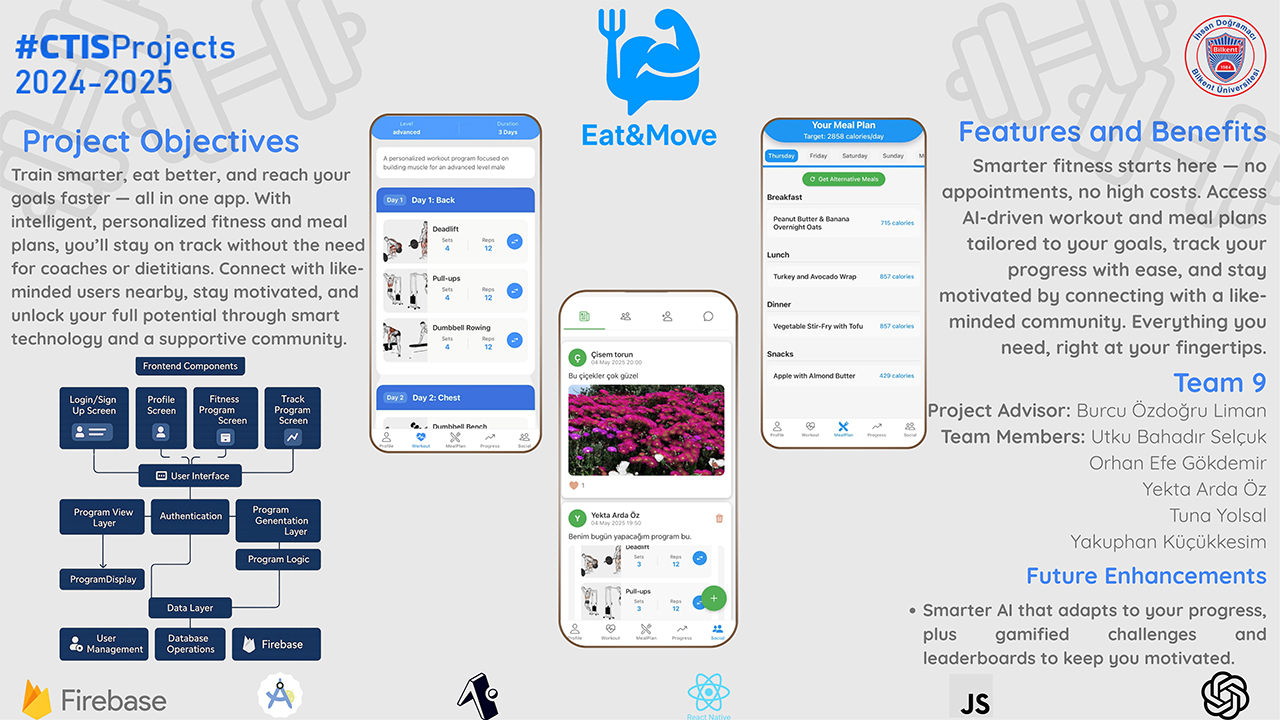 #CTISProjects
2024-2025
Eat&Move
İhsan Doğramacı
Bilkent
1984
Bilkent Üniversitesi
Project Objectives
Train smarter, eat better, and reach your
goals faster — all in one app. With
intelligent, personalized fitness and meal
plans, you'll stay on track without the need
for coaches or dietitians. Connect with like-
minded users nearby, stay motivated, and
unlock your full potential through smart
technology and a supportive community.
Frontend Components
Login/Sign
Up Screen
Profile
Screen
Fitness
Program
Screen
Track
Program
Screen
User Interface
Program View
Layer
Authentication
Program
Genentation
Layer
Program Logic
ProgramDisplay
Data Layer
User
Management
Database
Operations
Firebase
Level
advanced
Duration
3 Days
A personalized workout program focused on
building muscle for an advanced level male
Day 1 Day 1: Back
Deadlift
Sets Reps
4 12
Pull-ups
Sets Reps
4 12
Dumbbell Rowing
Sets Reps
4 12
Day 2 Day 2: Chest
Dumbbell Bench
Profile Workout MealPlan Progress Social
Çisem torun
04 May 2025 20:00
Bu çiçekler çok güzel
1
Yekta Arda Öz
04 May 2025 19:50
Benim bugün yapacağım program bu.
Deadlift
Sets Reps
3 12
Pull-ups
Sets Reps
3 12
Profile Workout MealPlan Progress Social
Your Meal Plan
Target: 2858 calories/day
Thursday Friday Saturday Sunday M
Get Alternative Meals
Breakfast
Peanut Butter & Banana
Overnight Oats
715 calories
Lunch
Turkey and Avocado Wrap 857 calories
Dinner
Vegetable Stir-Fry with Tofu 857 calories
Snacks
Apple with Almond Butter 429 calories
Profile Workout MealPlan Progress Social
Features and Benefits
Smarter fitness starts here — no
appointments, no high costs. Access
AI-driven workout and meal plans
tailored to your goals, track your
progress with ease, and stay
motivated by connecting with a like-
minded community. Everything you
need, right at your fingertips.
Team 9
Project Advisor: Burcu Özdoğru Liman
Team Members: Utku Bahadır Selçuk
Orhan Efe Gökdemir
Yekta Arda Öz
Tuna Yolsal
Yakuphan Küçükkesim
Future Enhancements
• Smarter AI that adapts to your progress,
plus gamified challenges and
leaderboards to keep you motivated.
Firebase
React Native
JS